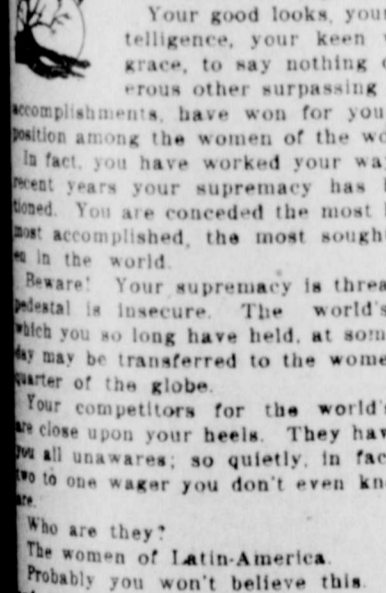 Your good looks, your
telligence, your keen
grace, to say nothing
erous other surpassing
accomplishments, have won for you
position among the women of the wo
In fact, you have worked your wa
recent years your supremacy has
tioned. You are conceded the most
most accomplished, the most sough
en in the world.
Beware! Your supremacy is threa
pedestal is insecure. The world's
which you so long have held, at som
day may be transferred to the wome
quarter of the globe.
Your competitors for the world'
are close upon your heels. They hav
you all unawares; so quietly, in fac
two to one wager you don't even kn
are.
Who are they?
The women of Latin-America.
Probably you won't believe this.